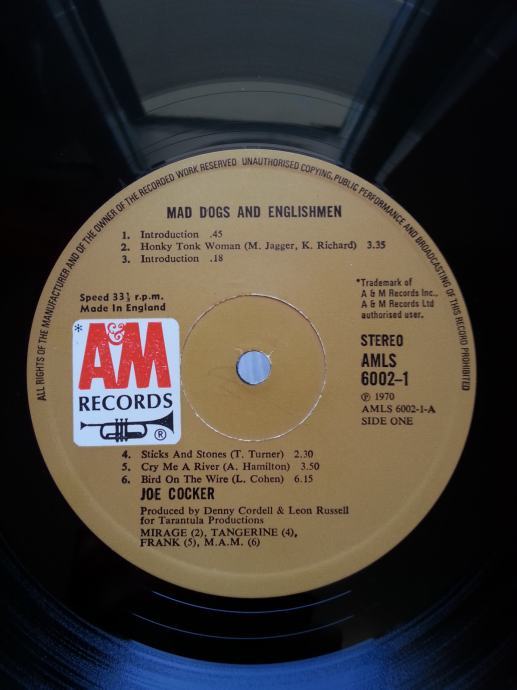 ALL RIGHTS OF THE MANUFACTURER AND OF THE OWNER OF THE RECORDED WORK RESERVED UNAUTHORISED COPYING, PUBLIC PERFORMANCE AND BROADCASTING OF THIS RECORD PROHIBITED
MAD DOGS AND ENGLISHMEN
1. Introduction .45
2. Honky Tonk Woman (M. Jagger, K. Richard) 3.35
3. Introduction .18
Speed 33⅓ r.p.m.
Made In England
*Trademark of
A & M Records Inc.,
A & M Records Ltd
authorised user.
* A&M
RECORDS
®
STEREO
AMLS
6002-1
℗ 1970
AMLS 6002-1-A
SIDE ONE
4. Sticks And Stones (T. Turner) 2.30
5. Cry Me A River (A. Hamilton) 3.50
6. Bird On The Wire (L. Cohen) 6.15
JOE COCKER
Produced by Denny Cordell & Leon Russell
for Tarantula Productions
MIRAGE (2), TANGERINE (4),
FRANK (5), M.A.M. (6)